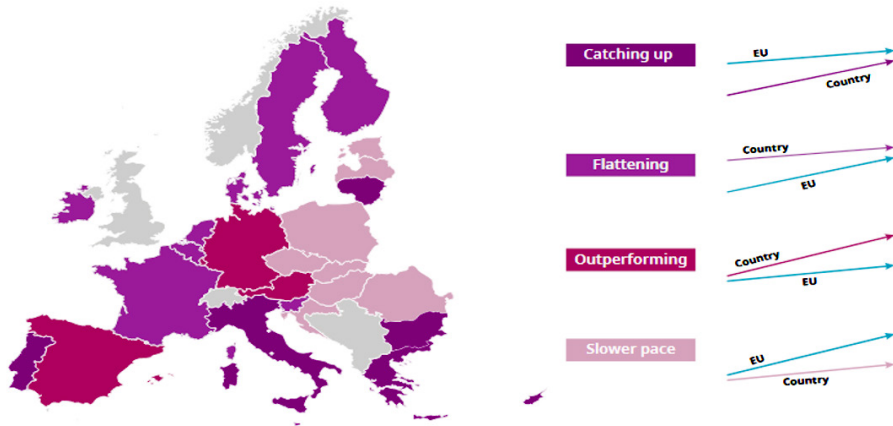 Catching up
EU
Country
Flattening
Country
EU
Outperforming
Country
EU
Slower pace
EU
Country